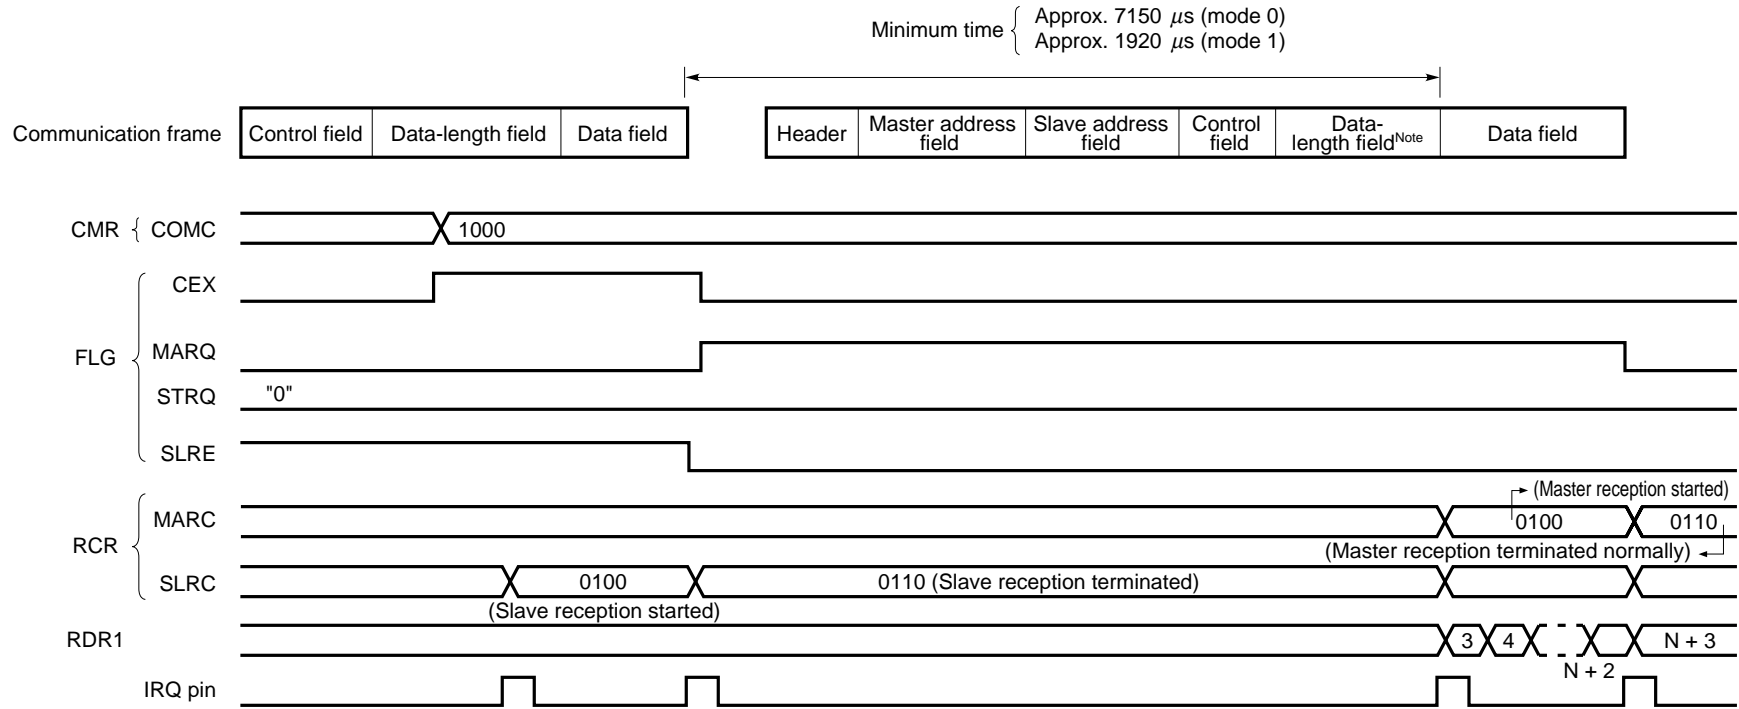 Minimum time { Approx. 7150 μs (mode 0)
Approx. 1920 μs (mode 1)
Communication frame Control field Data-length field Data field Header Master address field Slave address field Control field Data-length field Note Data field
CMR { COMC 1000
CEX
FLG { MARQ
STRQ "0"
SLRE
(Master reception started)
MARC 0100 0110
RCR { (Master reception terminated normally)
SLRC 0100 0110 (Slave reception terminated)
(Slave reception started)
RDR1 3 4 N + 3
N + 2
IRQ pin